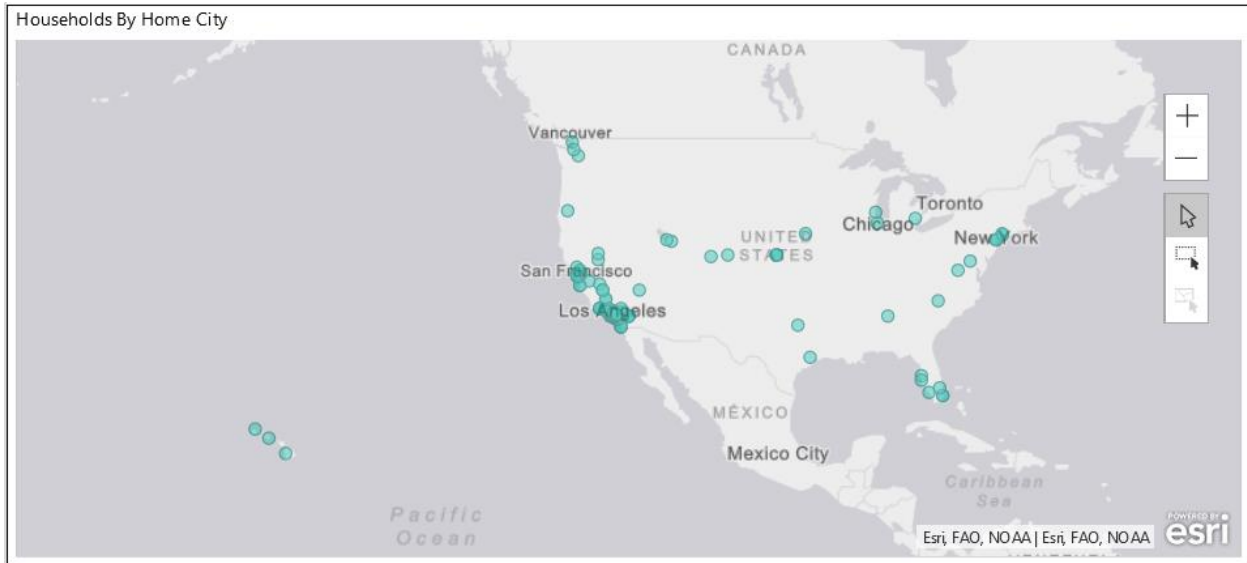 Households By Home City
CANADA
Vancouver
Toronto
Chicago
UNITED
STATES
New York
San Francisco
Los Angeles
MÉXICO
Mexico City
Caribbean
Sea
Pacific
Ocean
Esri, FAO, NOAA | Esri, FAO, NOAA
POWERED BY
esri